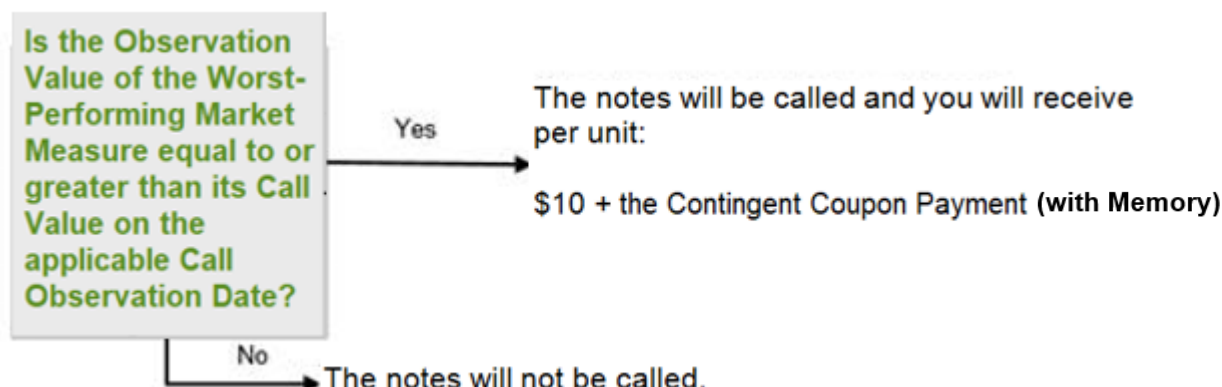 Is the Observation
Value of the Worst-
Performing Market
Measure equal to or
greater than its Call
Value on the
applicable Call
Observation Date?
Yes
The notes will be called and you will receive
per unit:
$10 + the Contingent Coupon Payment (with Memory)
No
The notes will not be called.